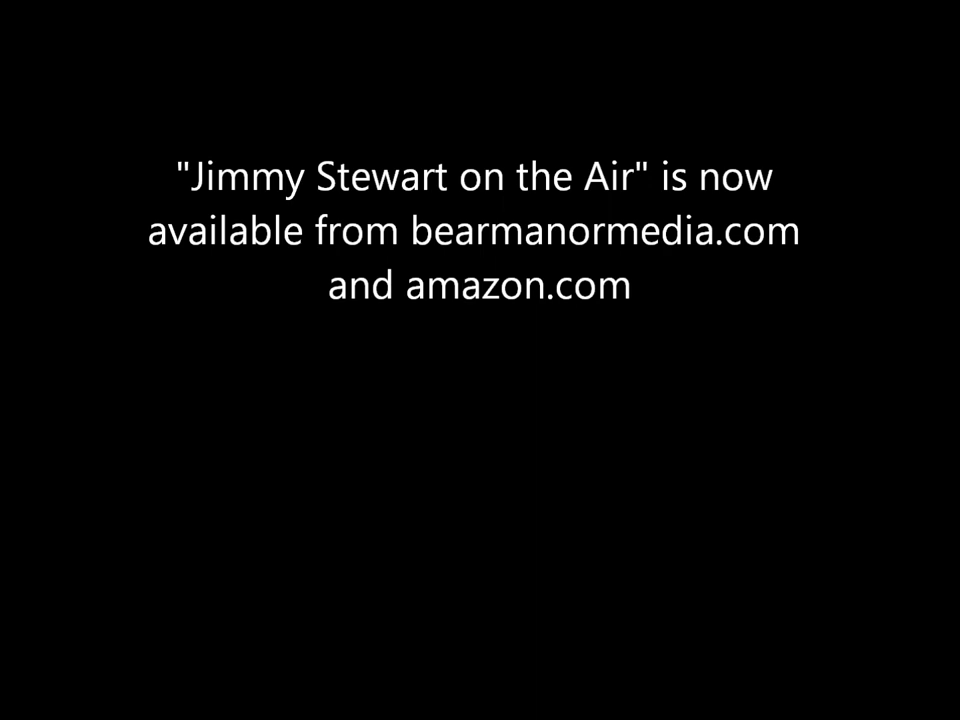 "Jimmy Stewart on the Air" is now
available from bearmanormedia.com
and amazon.com